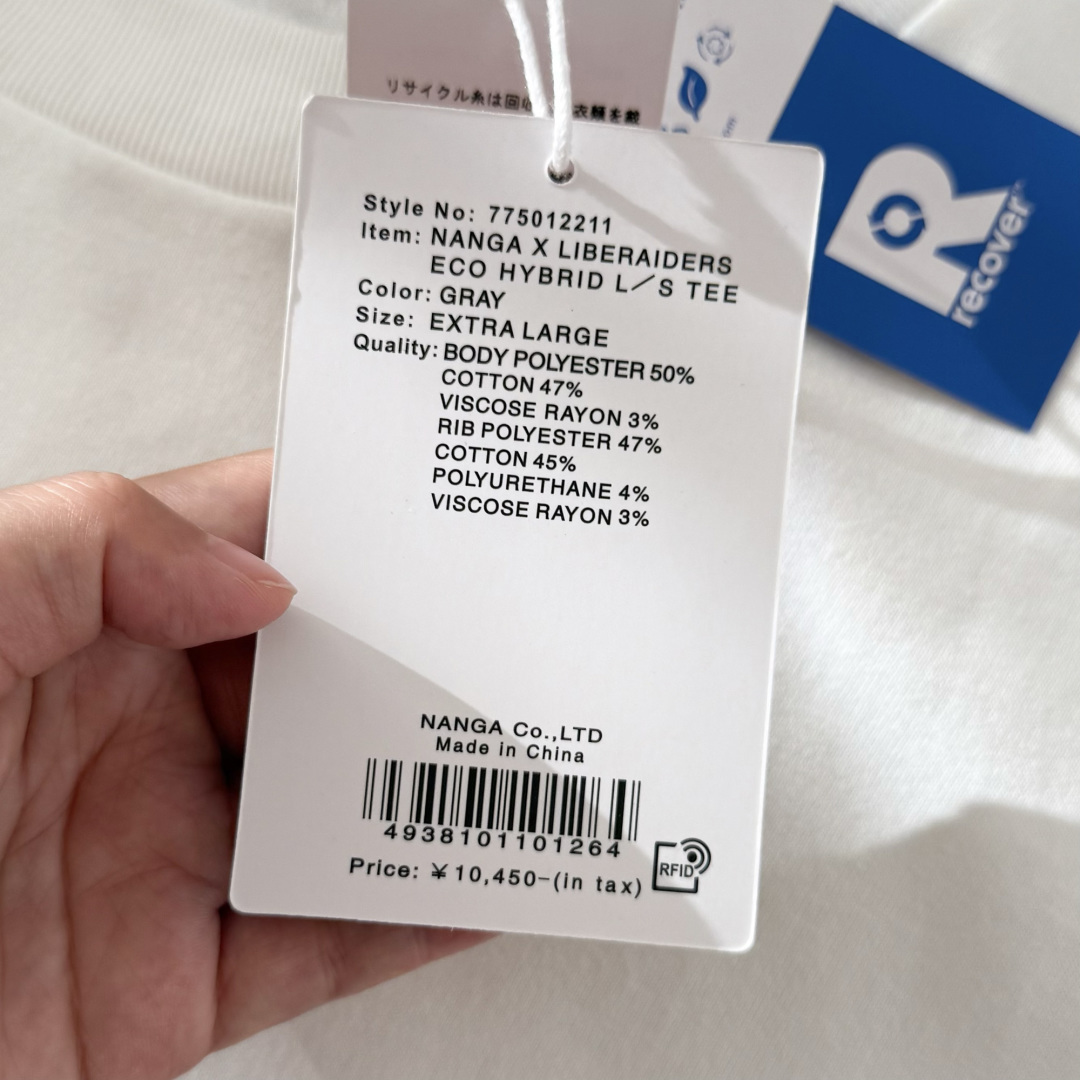 リサイクル糸は回収 衣類を裁
Style No: 775012211
Item: NANGA X LIBERAIDERS
ECO HYBRID L／S TEE
Color: GRAY
Size: EXTRA LARGE
Quality: BODY POLYESTER 50%
COTTON 47%
VISCOSE RAYON 3%
RIB POLYESTER 47%
COTTON 45%
POLYURETHANE 4%
VISCOSE RAYON 3%
NANGA Co.,LTD
Made in China
4938101101264
RFID
Price: ￥10,450-(in tax)
R
recover™